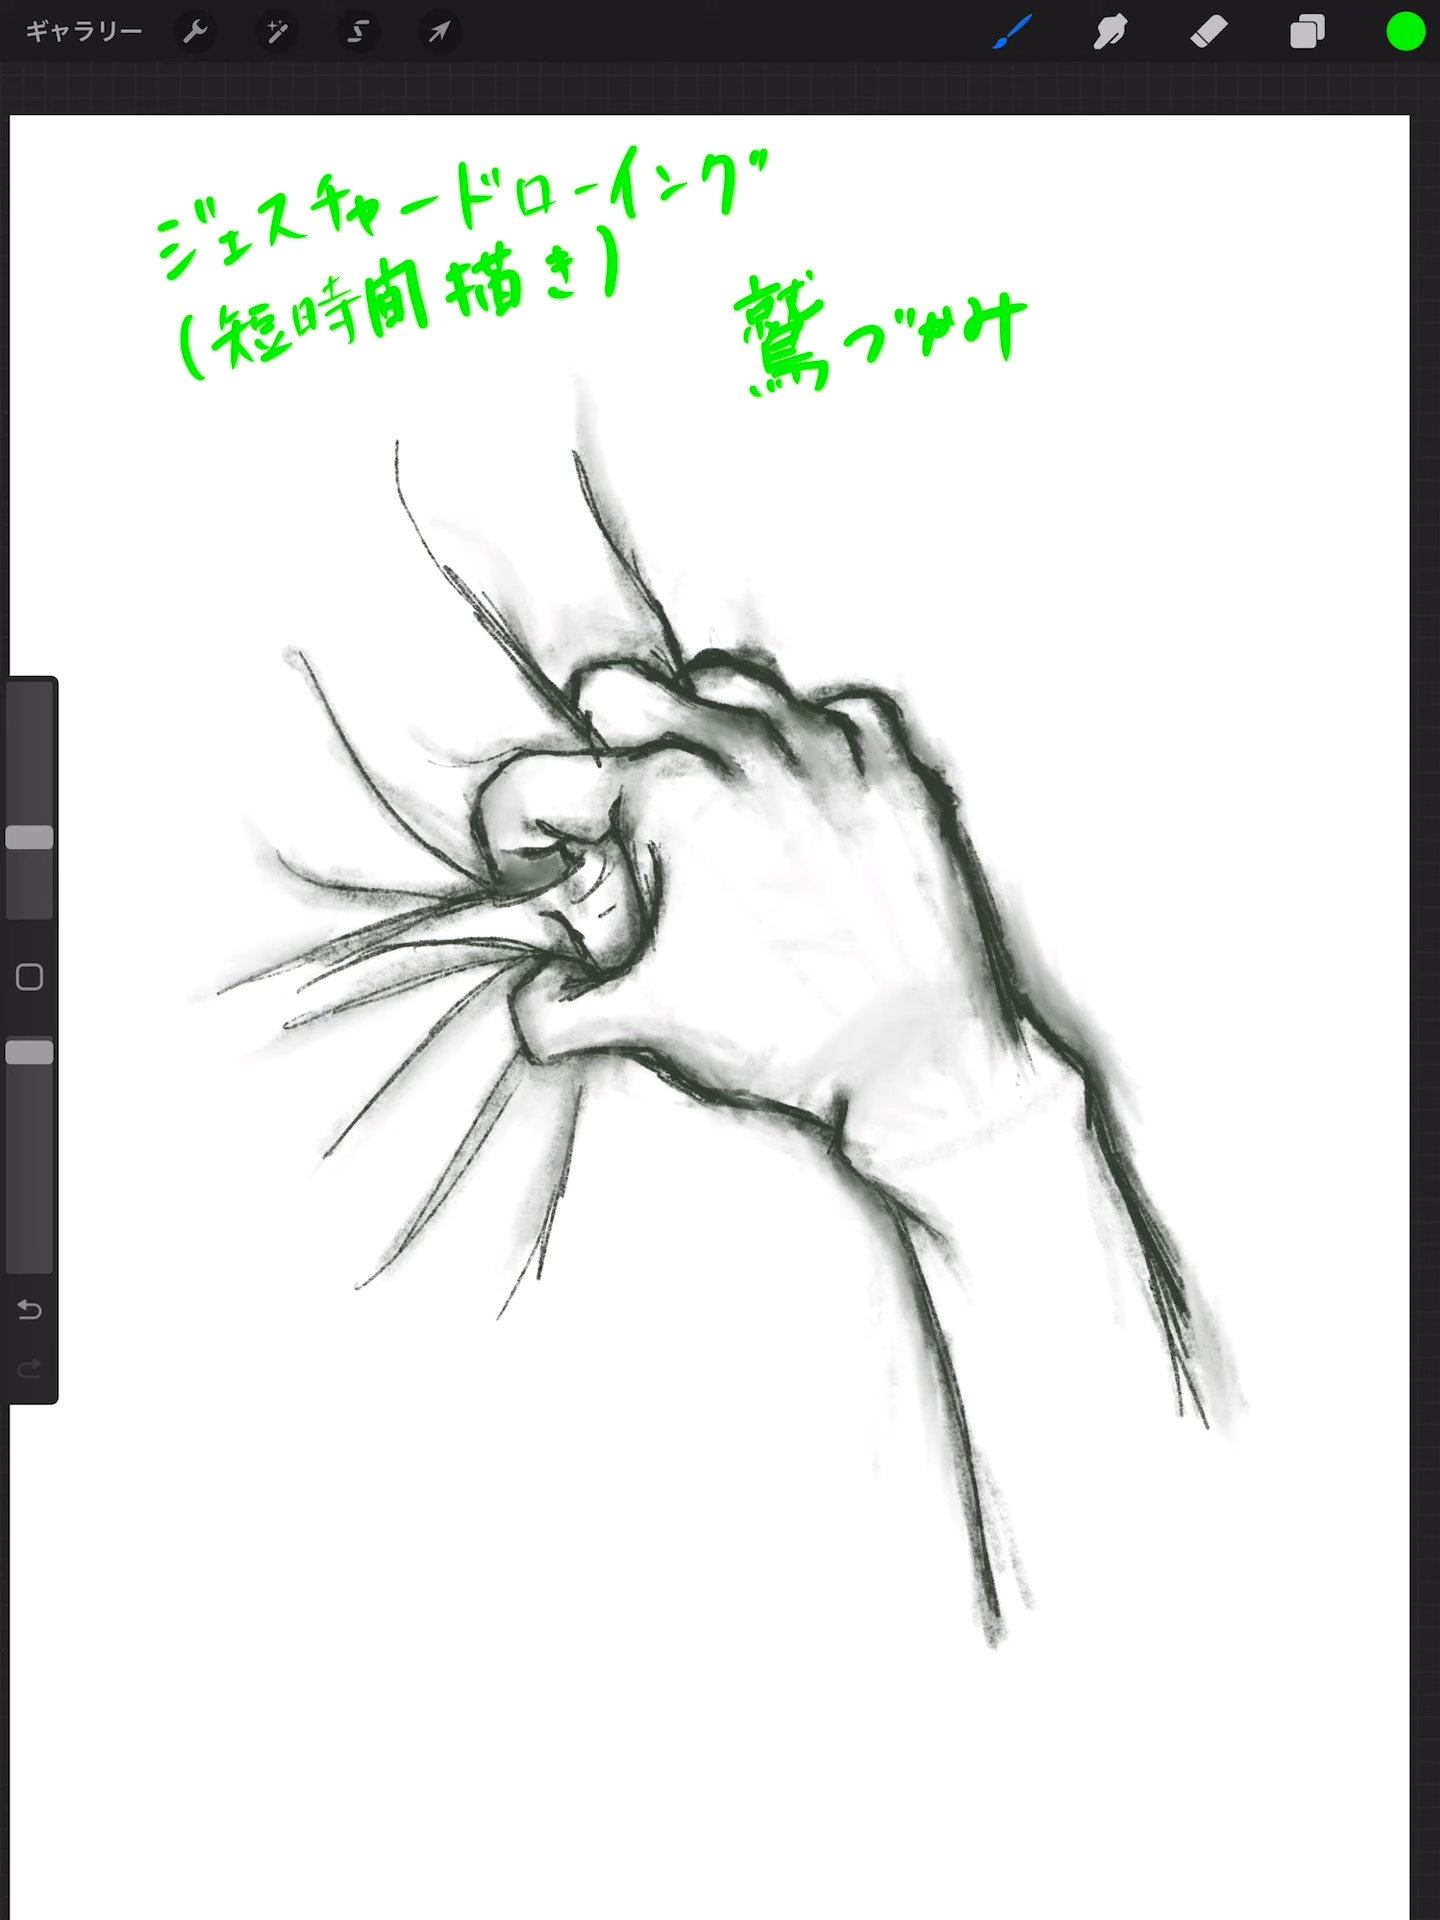 ギャラリー
ジェスチャードローイング
(短時間描き)
鷲づかみ